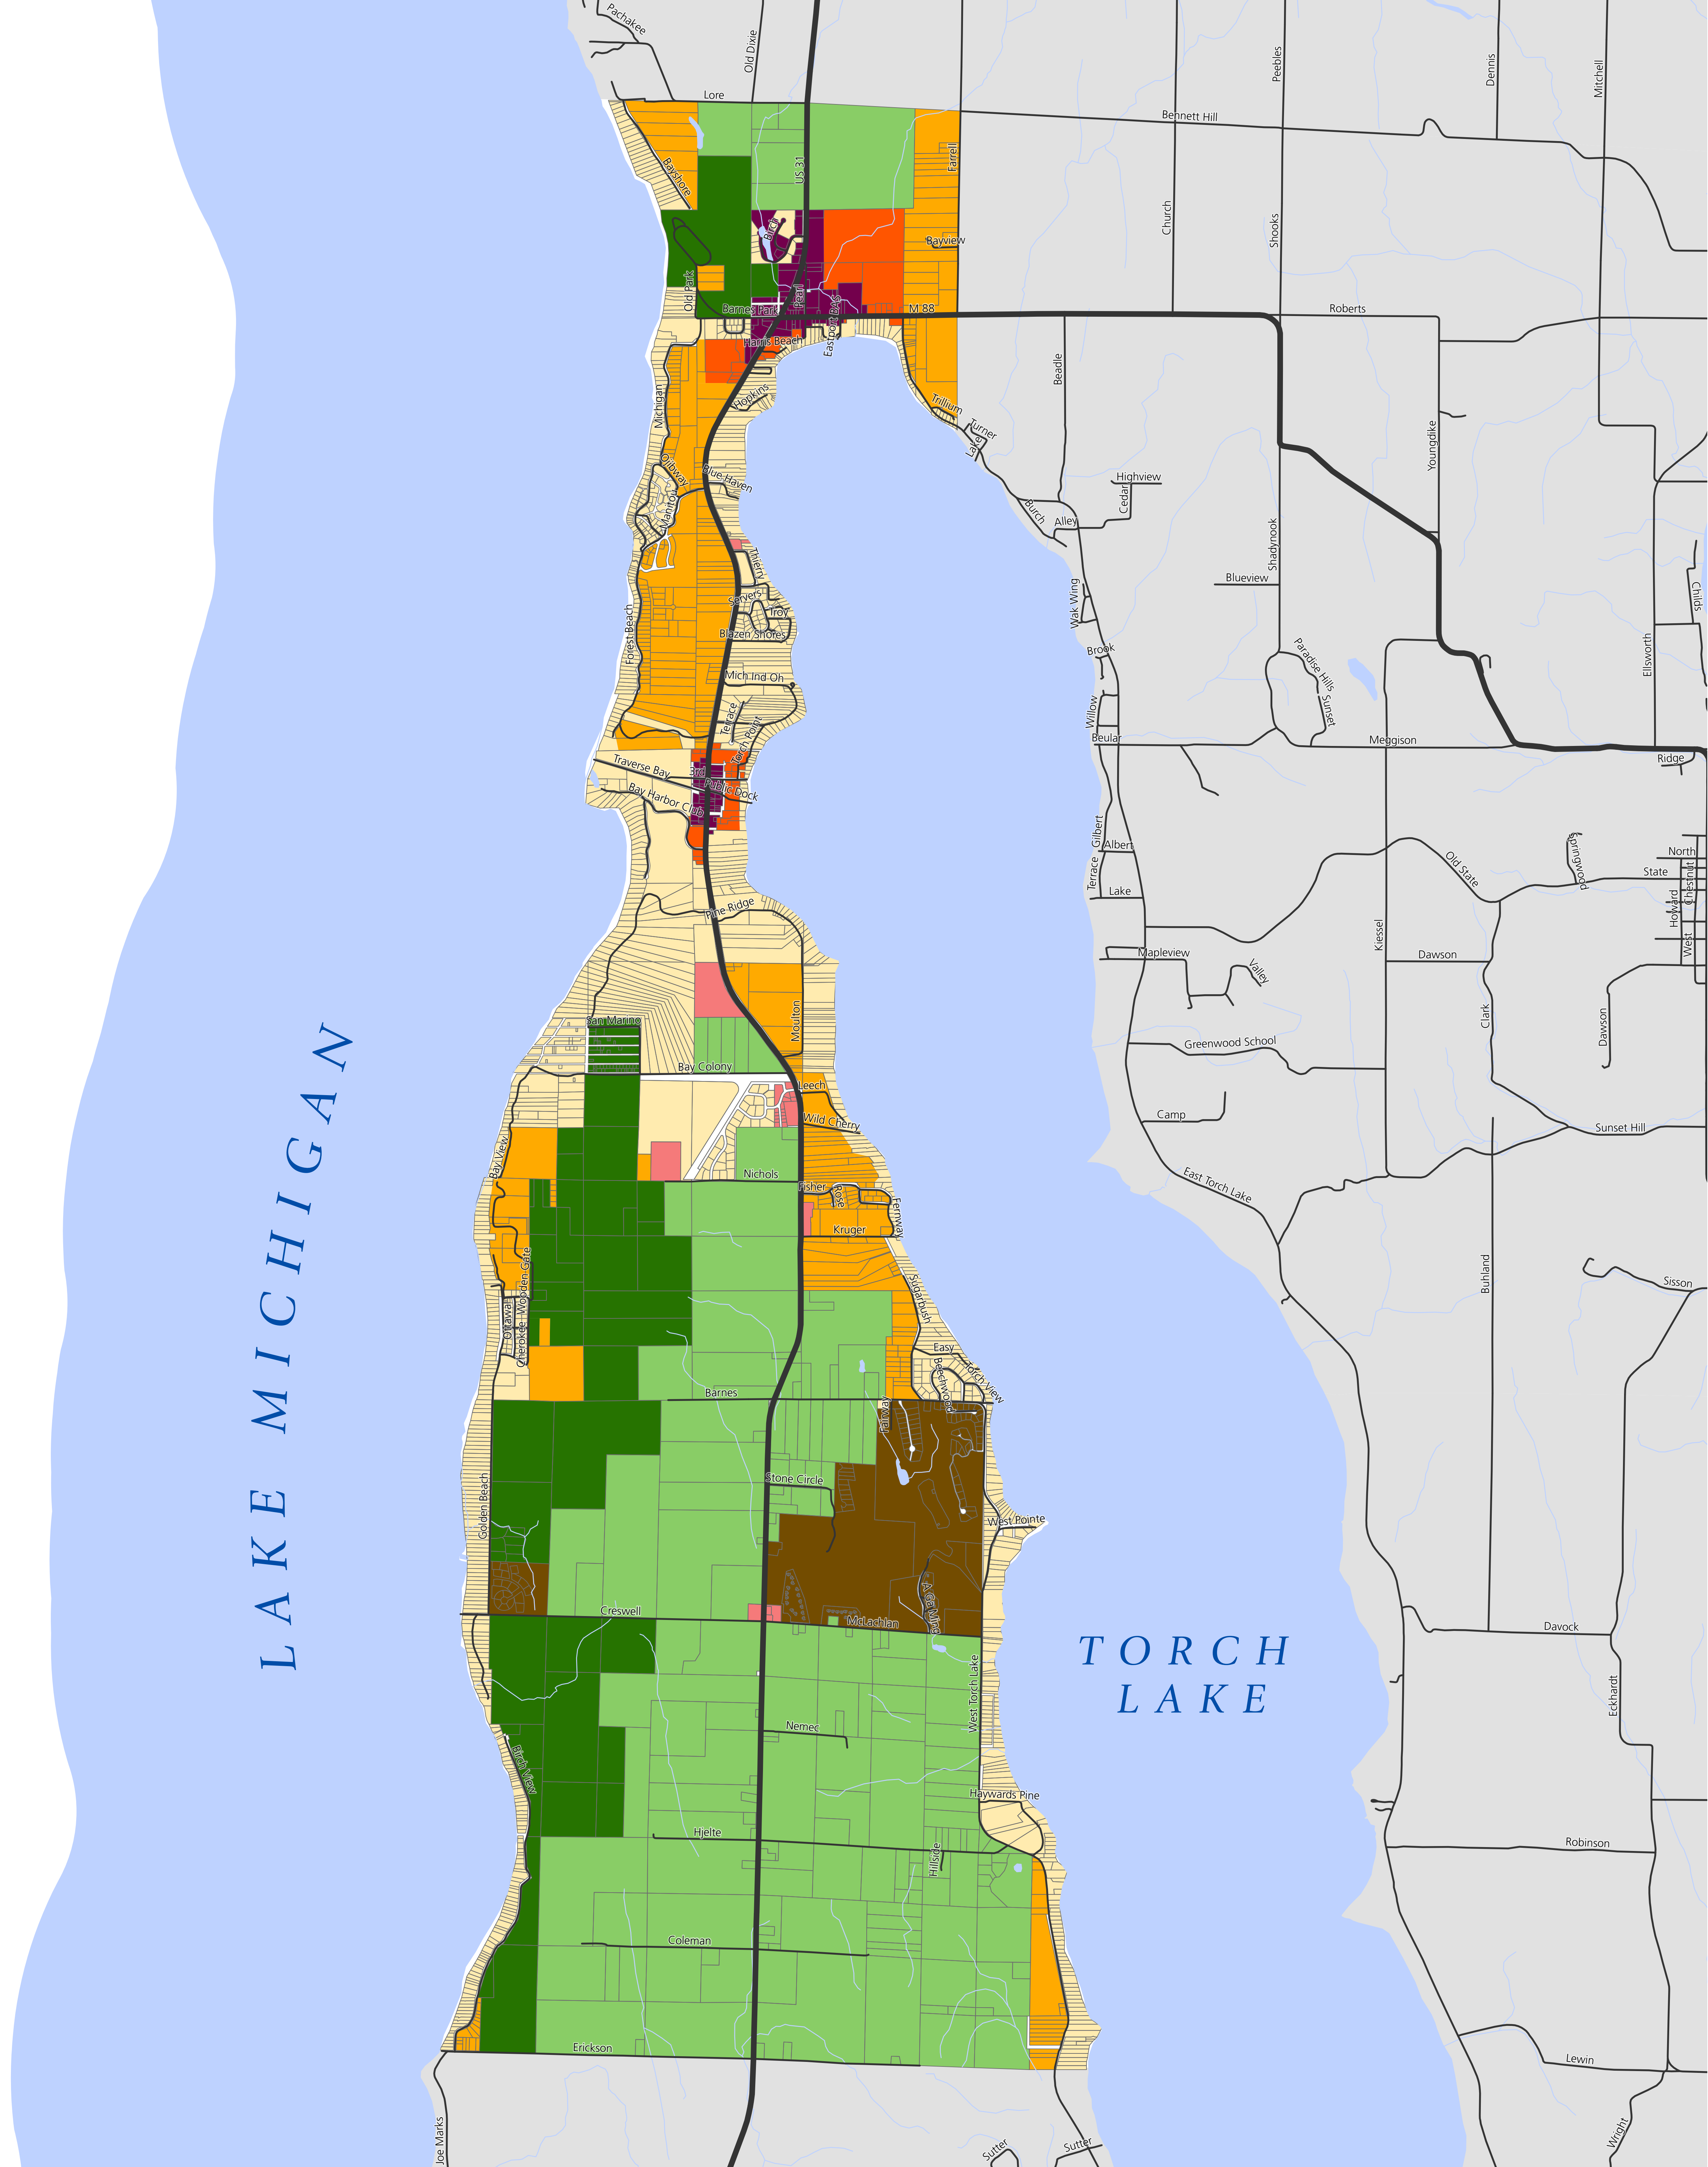 Pachakee
Old Dixie
Peebles
Dennis
Mitchell
Lore
Bennett Hill
US 31
Farrell
Bayshore
Church
Shooks
Birch
Bayview
Old Park
Pearl
Barnes Park
M 88
Roberts
Eastport BAS
Harris Beach
Beadle
Michigan
Hopkins
Trillium
Turner
Lake
Youngdike
Ojibway
Blue Haven
Manitou
Highview
Cedar
Burch
Alley
Shadynook
Thierry
Blueview
Wak Wing
Childs
Servers
Troy
Forest Beach
Blazen Shores
Brook
Paradise Hills
Ellsworth
Mich Ind Oh
Sunset
Terrace
Torch Point
Willow
Beular
Meggison
Ridge
Traverse Bay
3rd
Public Dock
Bay Harbor Club
Gilbert
Albert
Old State
Springwood
North
State
Chestnut
Terrace
Lake
Howard
West
Pine Ridge
Kiessel
Mapleview
Dawson
Valley
Moulton
San Marino
Clark
Dawson
Greenwood School
Bay Colony
Leech
Wild Cherry
Camp
Sunset Hill
Bay View
Nichols
Fisher
Rose
Fernway
East Torch Lake
Kruger
LAKE MICHIGAN
Wooden Gate
Sugarbush
Buhland
Sisson
Ottawa
Cherokee
Easy
Torch View
Beechwood
Barnes
Fairway
Stone Circle
Golden Beach
West Pointe
A Ga Ming
Creswell
McLachlan
Davock
TORCH
LAKE
West Torch Lake
Eckhardt
Nemec
Birch View
Haywards Pine
Hjelte
Hillside
Robinson
Coleman
Erickson
Lewin
Joe Marks
Sutter
Sutter
Wright